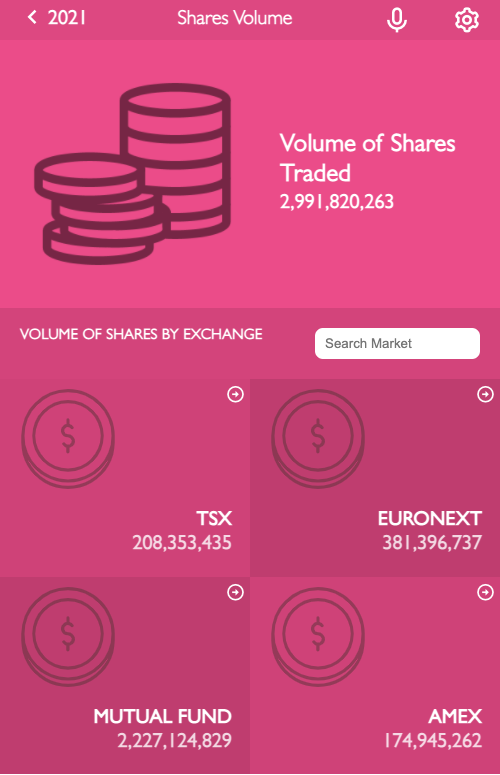 2021
Shares Volume
Volume of Shares
Traded
2,991,820,263
VOLUME OF SHARES BY EXCHANGE
Search Market
$
TSX
208,353,435
$
EURONEXT
381,396,737
$
MUTUAL FUND
2,227,124,829
$
AMEX
174,945,262